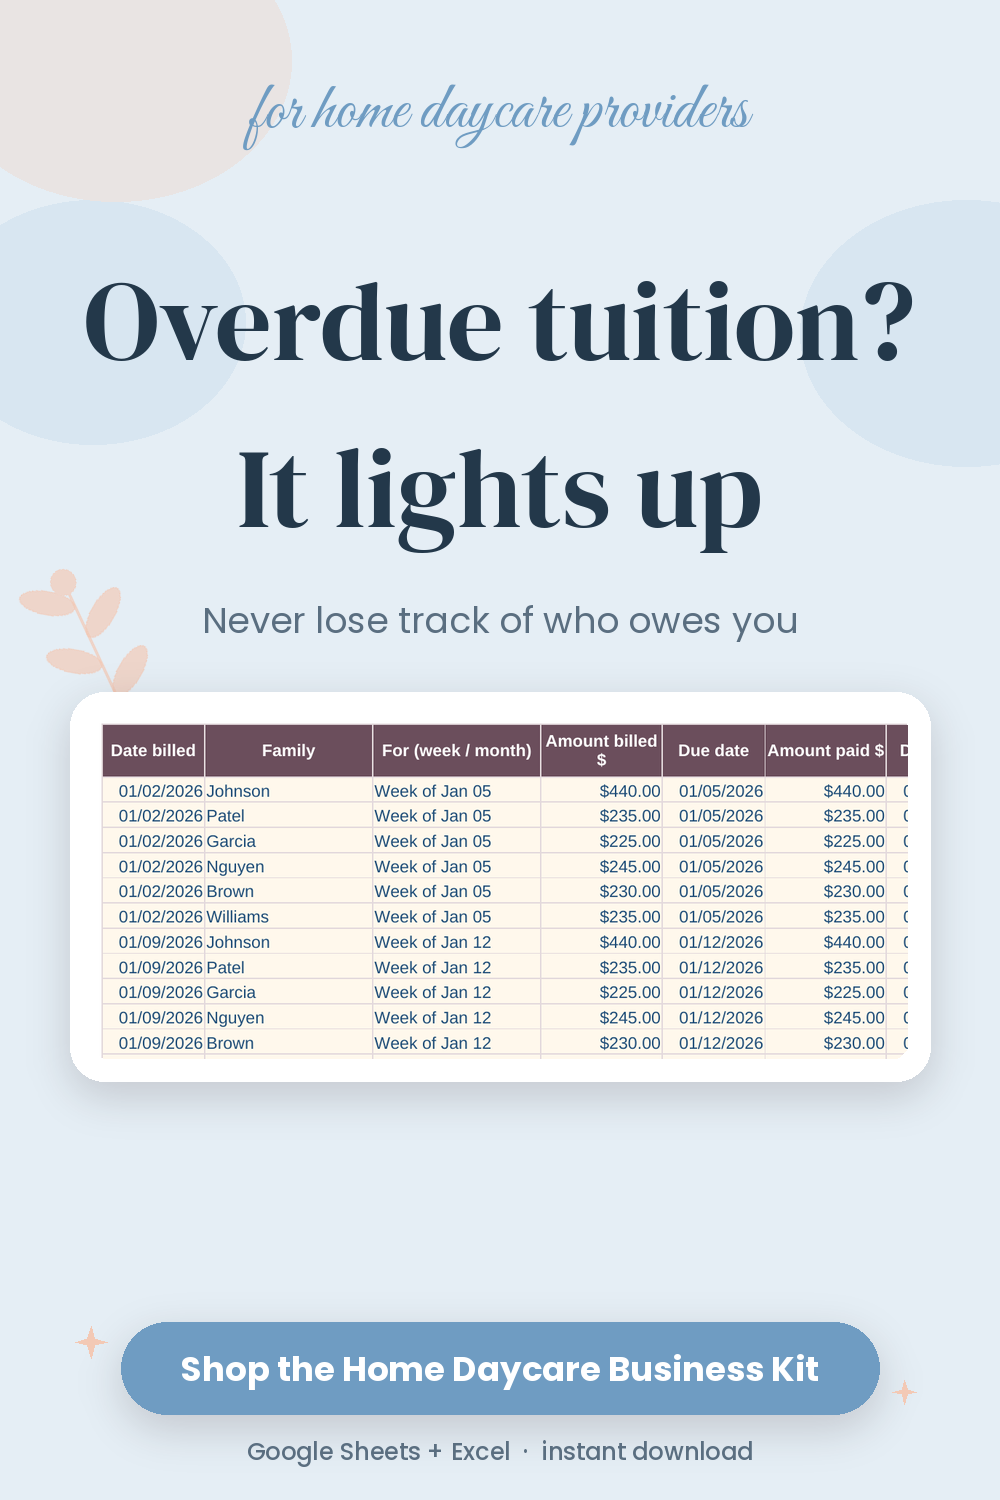 for home daycare providers
Overdue tuition?
It lights up
Never lose track of who owes you
Date billed Family For (week / month) Amount billed $ Due date Amount paid $
01/02/2026 Johnson Week of Jan 05 $440.00 01/05/2026 $440.00
01/02/2026 Patel Week of Jan 05 $235.00 01/05/2026 $235.00
01/02/2026 Garcia Week of Jan 05 $225.00 01/05/2026 $225.00
01/02/2026 Nguyen Week of Jan 05 $245.00 01/05/2026 $245.00
01/02/2026 Brown Week of Jan 05 $230.00 01/05/2026 $230.00
01/02/2026 Williams Week of Jan 05 $235.00 01/05/2026 $235.00
01/09/2026 Johnson Week of Jan 12 $440.00 01/12/2026 $440.00
01/09/2026 Patel Week of Jan 12 $235.00 01/12/2026 $235.00
01/09/2026 Garcia Week of Jan 12 $225.00 01/12/2026 $225.00
01/09/2026 Nguyen Week of Jan 12 $245.00 01/12/2026 $245.00
01/09/2026 Brown Week of Jan 12 $230.00 01/12/2026 $230.00
Shop the Home Daycare Business Kit
Google Sheets + Excel · instant download